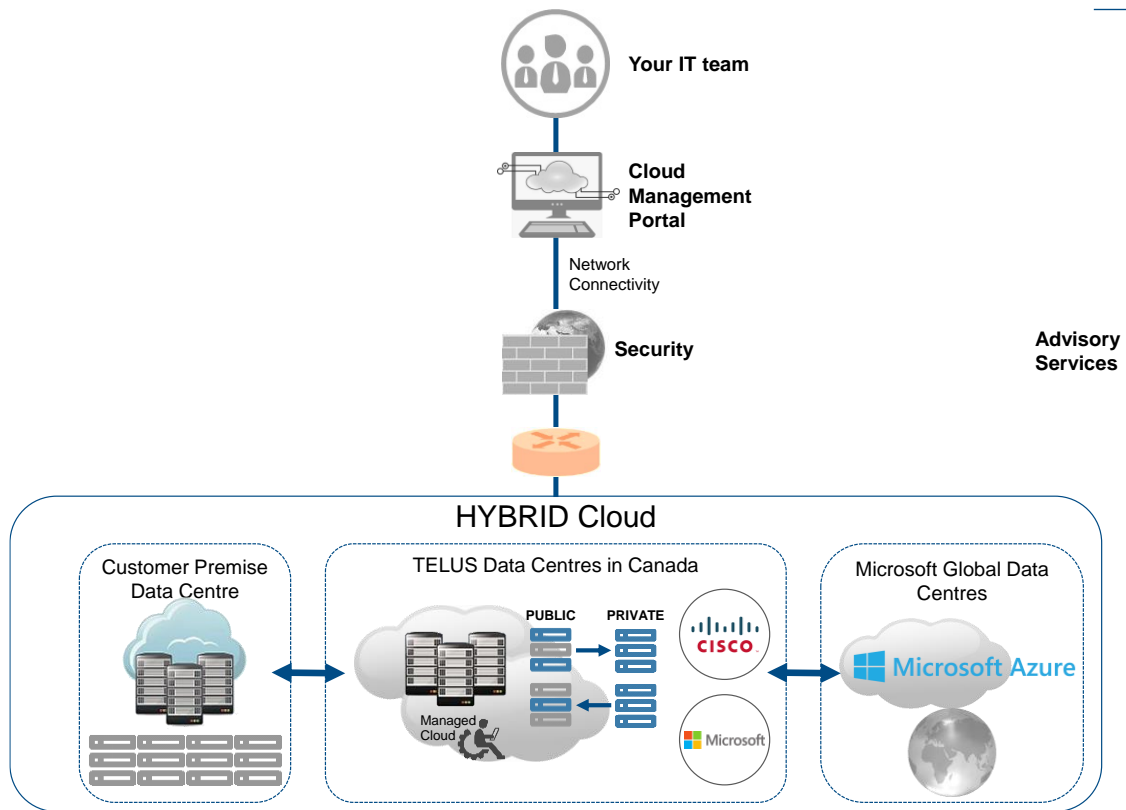 Your IT team
Cloud
Management
Portal
Network
Connectivity
Security
Advisory
Services
HYBRID Cloud
Customer Premise
Data Centre
TELUS Data Centres in Canada
PUBLIC
PRIVATE
Managed
Cloud
CISCO
Microsoft
Microsoft Global Data
Centres
Microsoft Azure